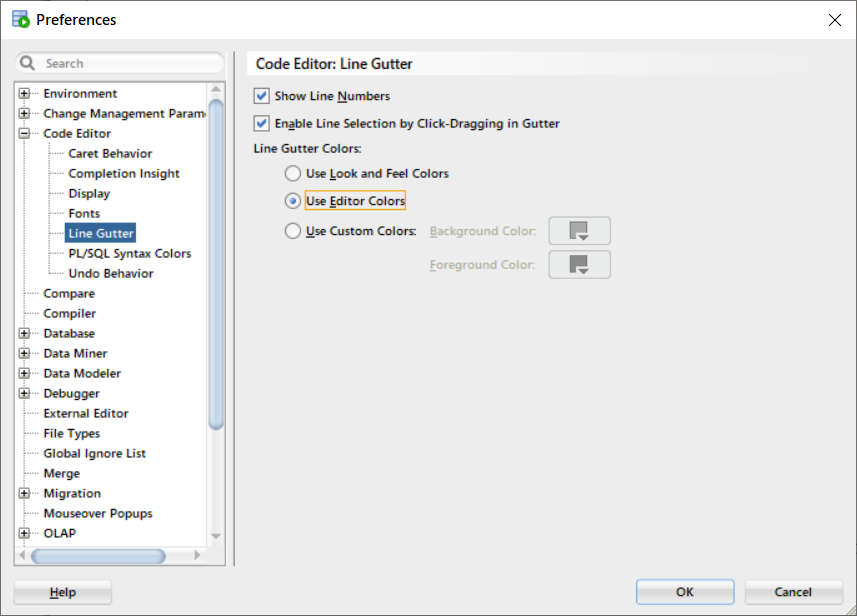 Preferences
Search
Environment
Change Management Param
Code Editor
Caret Behavior
Completion Insight
Display
Fonts
Line Gutter
PL/SQL Syntax Colors
Undo Behavior
Compare
Compiler
Database
Data Miner
Data Modeler
Debugger
External Editor
File Types
Global Ignore List
Merge
Migration
Mouseover Popups
OLAP
Code Editor: Line Gutter
Show Line Numbers
Enable Line Selection by Click-Dragging in Gutter
Line Gutter Colors:
Use Look and Feel Colors
Use Editor Colors
Use Custom Colors: Background Color:
Foreground Color:
Help OK Cancel